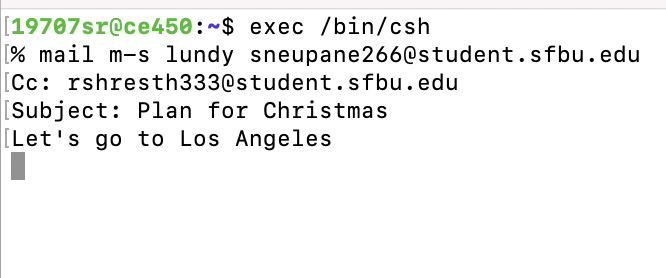 [19707sr@ce450:~$ exec /bin/csh
[% mail m-s lundy sneupane266@student.sfbu.edu
[Cc: rshresth333@student.sfbu.edu
[Subject: Plan for Christmas
[Let's go to Los Angeles